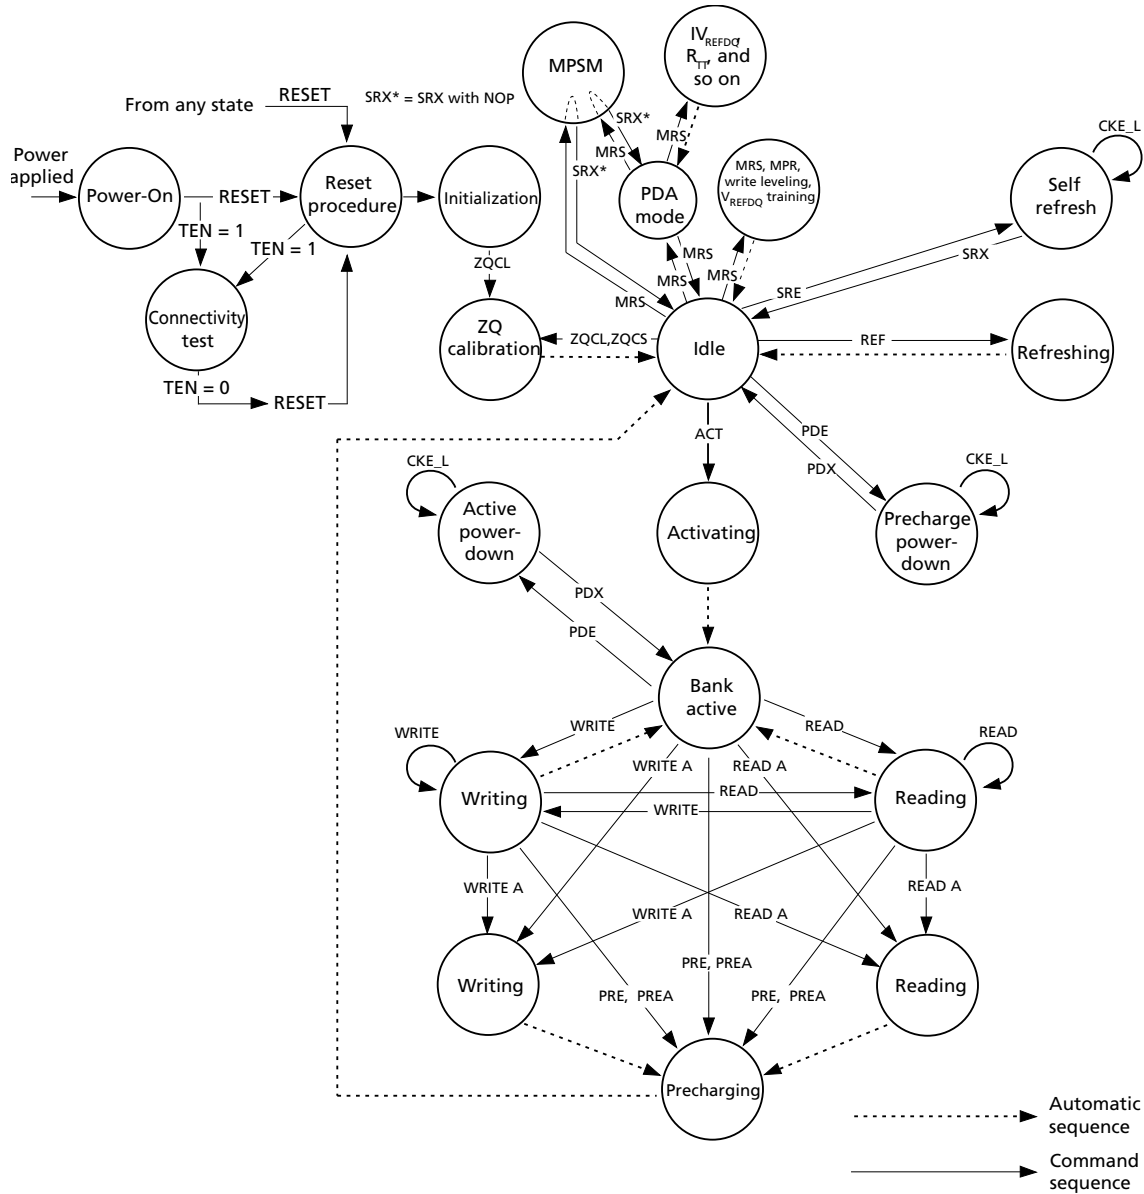 IV_REFDQ,
R_TT, and
so on
MPSM
From any state
RESET
SRX* = SRX with NOP
SRX*
MRS
MRS
CKE_L
Power
applied
Power-On
RESET
Reset
procedure
Initialization
SRX*
PDA
mode
MRS, MPR,
write leveling,
V_REFDQ training
Self
refresh
TEN = 1
TEN = 1
ZQCL
MRS
MRS
MRS
MRS
SRE
SRX
Connectivity
test
ZQ
calibration
ZQCL,ZQCS
Idle
REF
Refreshing
TEN = 0
RESET
ACT
PDE
PDX
CKE_L
CKE_L
Active
power-
down
Activating
Precharge
power-
down
PDX
PDE
Bank
active
WRITE
READ
WRITE
READ
WRITE A
READ A
Writing
READ
WRITE
Reading
WRITE A
READ A
WRITE A
READ A
Writing
PRE, PREA
PRE, PREA
PRE, PREA
Reading
Precharging
Automatic
sequence
Command
sequence